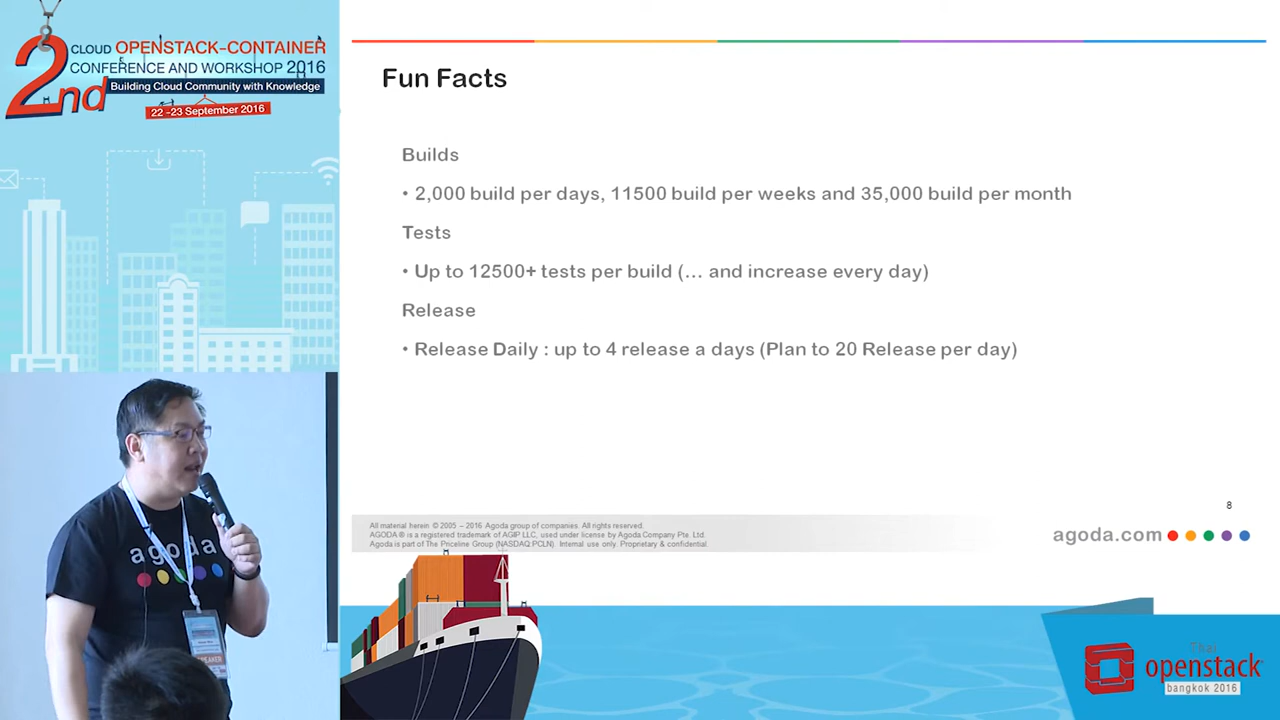 2nd
CLOUD OPENSTACK-CONTAINER
CONFERENCE AND WORKSHOP 2016
Building Cloud Community with Knowledge
22 -23 September 2016
Fun Facts
Builds
• 2,000 build per days, 11500 build per weeks and 35,000 build per month
Tests
• Up to 12500+ tests per build (... and increase every day)
Release
• Release Daily : up to 4 release a days (Plan to 20 Release per day)
8
All material herein © 2005 – 2016 Agoda group of companies. All rights reserved.
AGODA ® is a registered trademark of AGIP LLC, used under license by Agoda Company Pte. Ltd.
Agoda is part of The Priceline Group (NASDAQ:PCLN). Internal use only. Proprietary & confidential.
agoda.com
agoda
SPEAKER
Thai
openstack
bangkok 2016